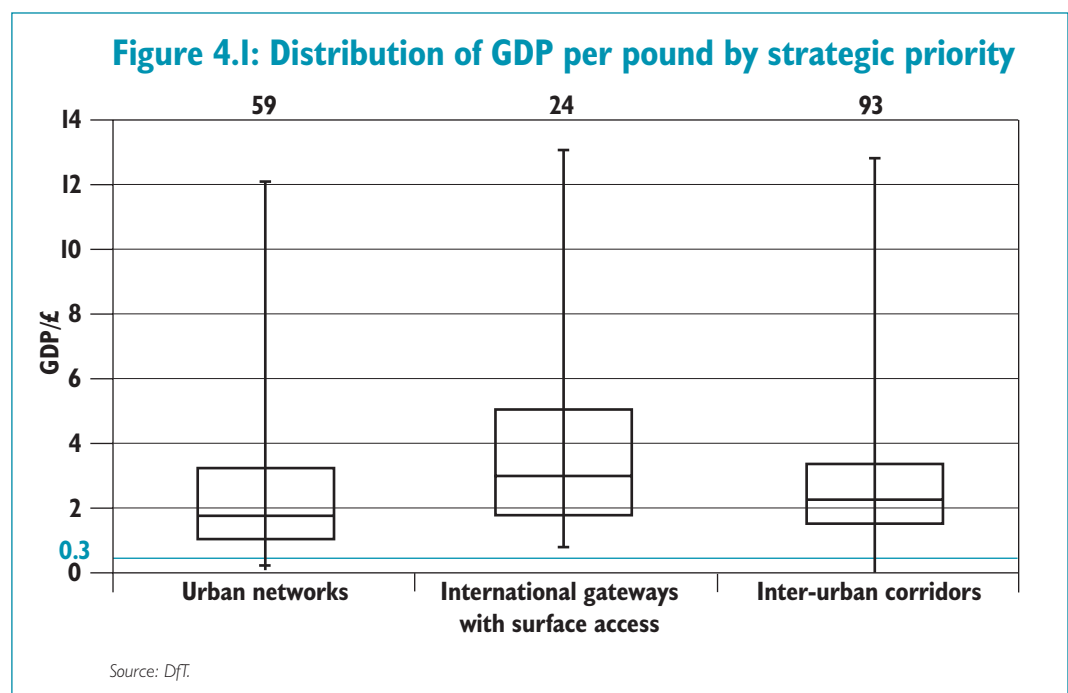 Figure 4.1: Distribution of GDP per pound by strategic priority
59 24 93
14
12
10
8
6
4
2
0.3
0
GDP/£
Urban networks
International gateways
with surface access
Inter-urban corridors
Source: DfT.